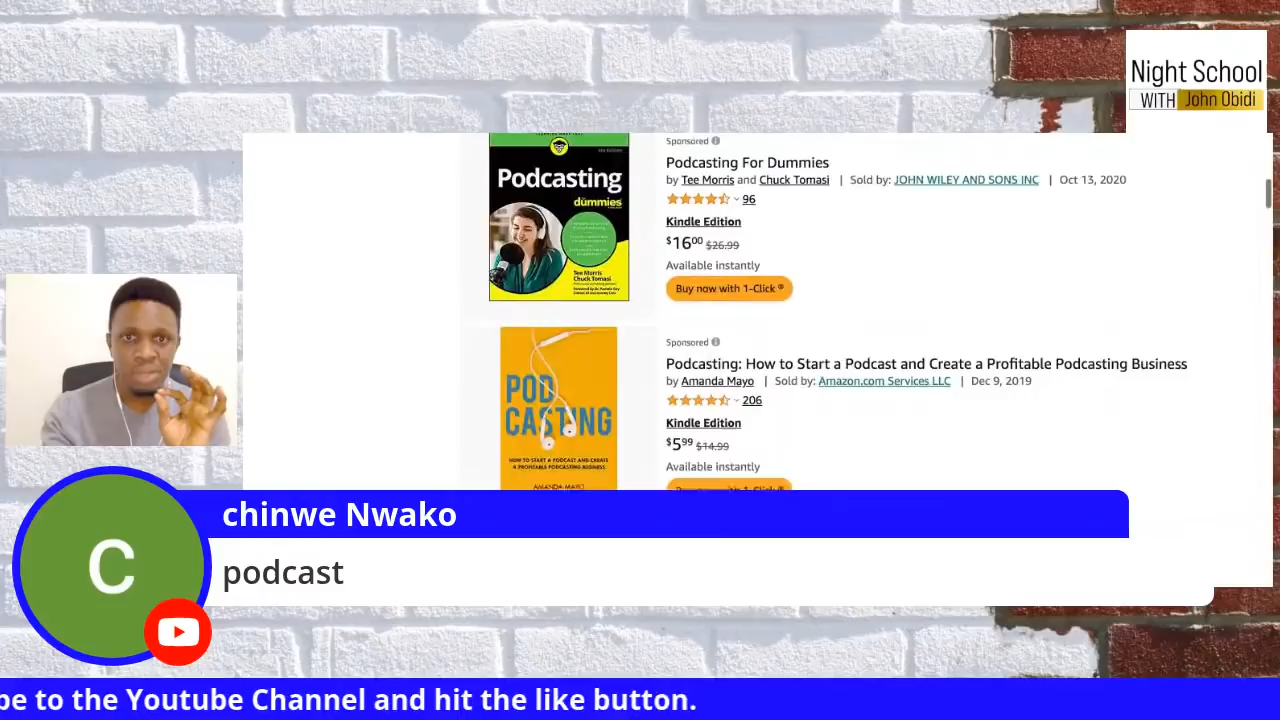 Night School
WITH John Obidi
Sponsored
Podcasting For Dummies
by Tee Morris and Chuck Tomasi | Sold by: JOHN WILEY AND SONS INC | Oct 13, 2020
96
Kindle Edition
$1600 $26.99
Available instantly
Buy now with 1-Click ®
Podcasting
dummies
Tee Morris
Chuck Tomasi
Sponsored
Podcasting: How to Start a Podcast and Create a Profitable Podcasting Business
by Amanda Mayo | Sold by: Amazon.com Services LLC | Dec 9, 2019
206
Kindle Edition
$599 $14.99
Available instantly
POD
CASTING
HOW TO START A PODCAST AND CREATE
A PROFITABLE PODCASTING BUSINESS
AMANDA MAYO
C
chinwe Nwako
podcast
be to the Youtube Channel and hit the like button.